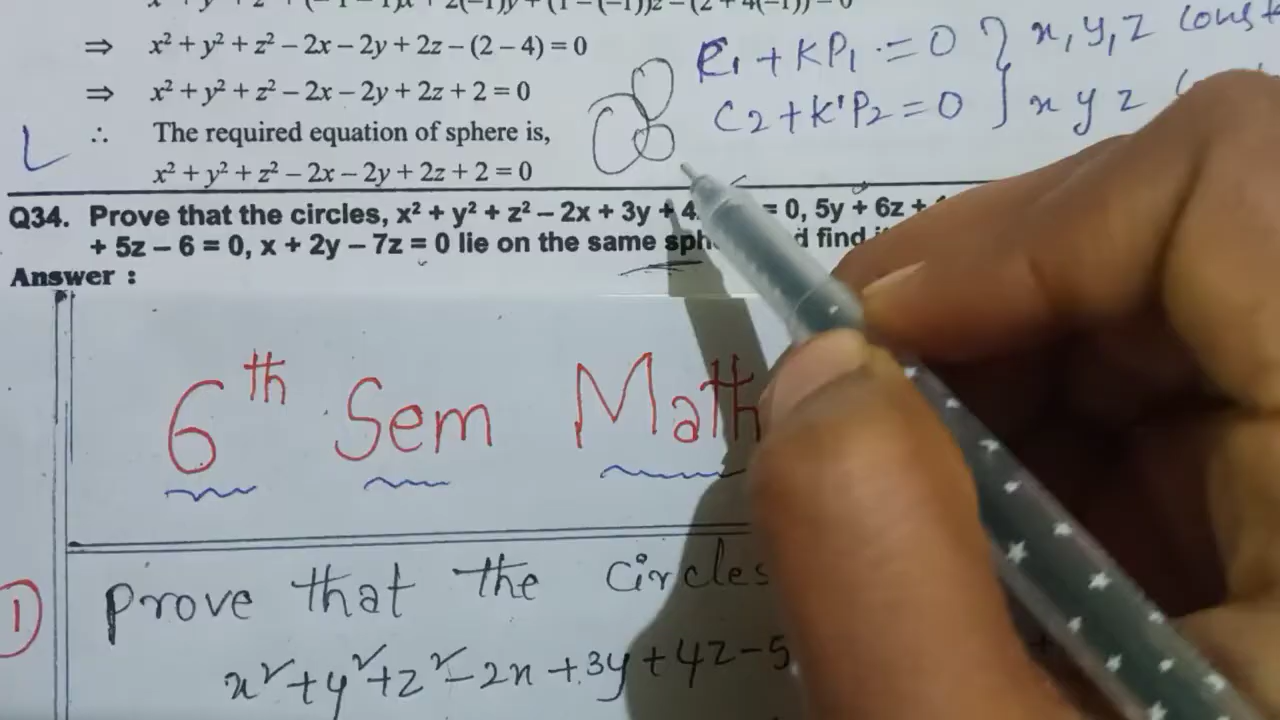 ⇒ x² + y² + z² – 2x – 2y + 2z – (2 – 4) = 0
⇒ x² + y² + z² – 2x – 2y + 2z + 2 = 0
∴ The required equation of sphere is,
x² + y² + z² – 2x – 2y + 2z + 2 = 0
C₁ + KP₁ = 0 } x, y, z
C₂ + K'P₂ = 0 } x y z
Q34. Prove that the circles, x² + y² + z² – 2x + 3y + 4 = 0, 5y + 6z +
+ 5z – 6 = 0, x + 2y – 7z = 0 lie on the same find
Answer :
6th Sem Math
1 Prove that the circles
x² + y² + z² – 2x + 3y + 4z – 5